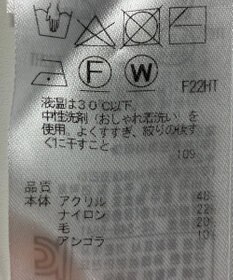 F W
F22HT
液温は30℃以下
中性洗剤(おしゃれ着洗い)を
使用。よくすすぎ、絞りの後す
ぐに干すこと
109
品質
本体 アクリル
ナイロン
毛
アンゴラ